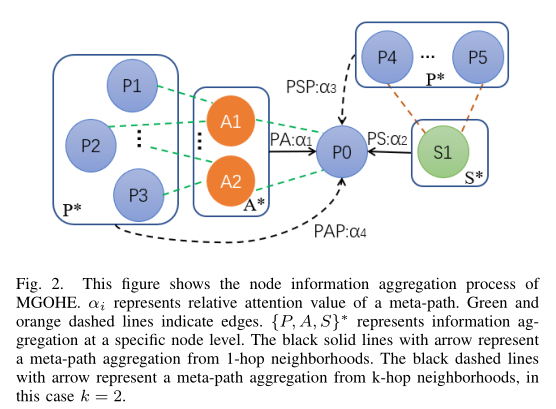 P4 ... P5
P*
PSP:α3
P1
P2
P3
P*
A1
A2
A*
PA:α1
P0
PS:α2
S1
S*
PAP:α4
Fig. 2. This figure shows the node information aggregation process of
MGOHE. αi represents relative attention value of a meta-path. Green and
orange dashed lines indicate edges. {P, A, S}* represents information ag-
gregation at a specific node level. The black solid lines with arrow represent
a meta-path aggregation from 1-hop neighborhoods. The black dashed lines
with arrow represent a meta-path aggregation from k-hop neighborhoods, in
this case k = 2.